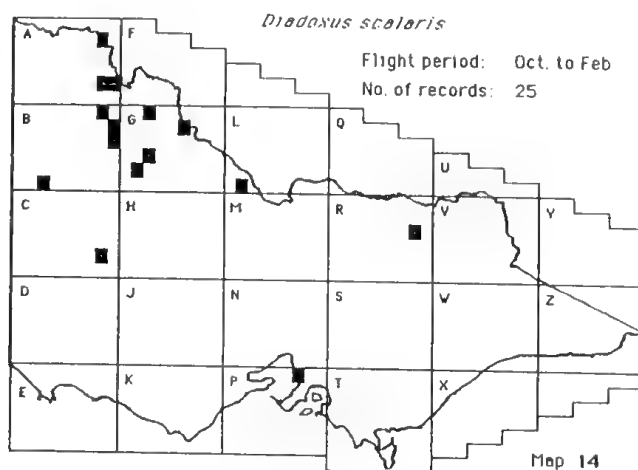 Diadoxus scalaris
Flight period: Oct. to Feb
No. of records: 25
A F
B G L Q
U
C H M R V Y
D J N S W Z
E K P T X
Map 14